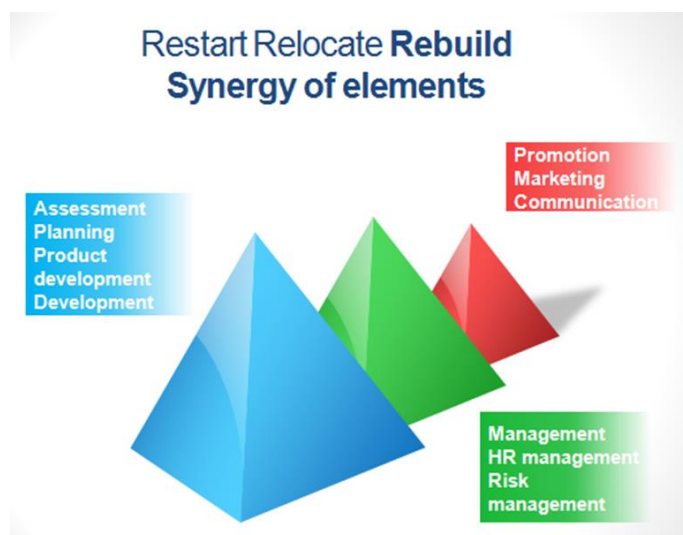 Restart Relocate Rebuild
Synergy of elements
Promotion
Marketing
Communication
Assessment
Planning
Product
development
Development
Management
HR management
Risk
management